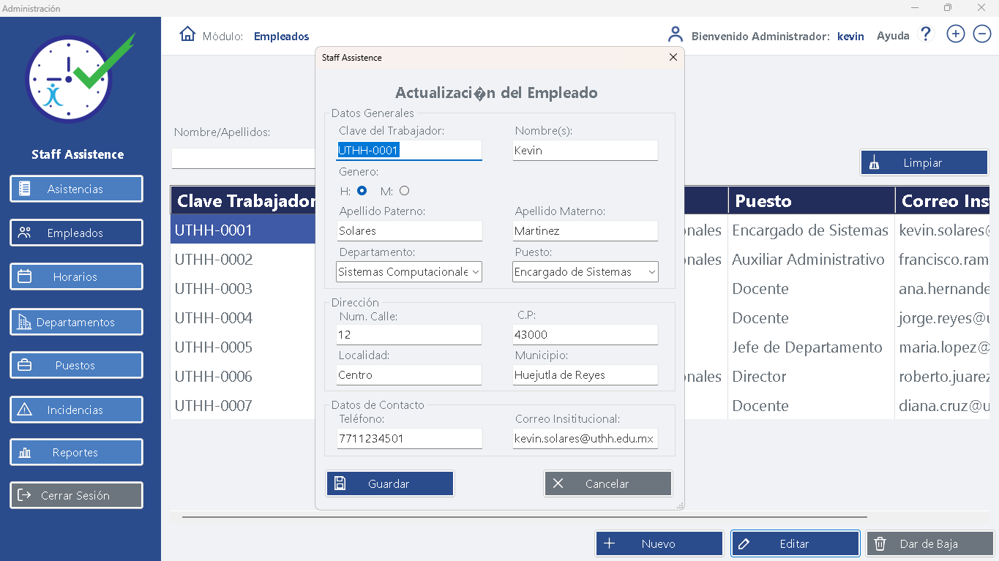 Administración
Módulo: Empleados
Bienvenido Administrador: kevin
Ayuda ?
Staff Assistence
Asistencias
Empleados
Horarios
Departamentos
Puestos
Incidencias
Reportes
Cerrar Sesión
Nombre/Apellidos:
Limpiar
Clave Trabajador Puesto Correo Ins
UTHH-0001 onales Encargado de Sistemas kevin.solares@
UTHH-0002 onales Auxiliar Administrativo francisco.ram
UTHH-0003 Docente ana.hernande
UTHH-0004 Docente jorge.reyes@u
UTHH-0005 Jefe de Departamento maria.lopez@
UTHH-0006 onales Director roberto.juarez
UTHH-0007 Docente diana.cruz@u
Staff Assistence
Actualizaci�n del Empleado
Datos Generales
Clave del Trabajador: Nombre(s):
UTHH-0001 Kevin
Genero:
H: M:
Apellido Paterno: Apellido Materno:
Solares Martinez
Departamento: Puesto:
Sistemas Computacionale Encargado de Sistemas
Dirección
Num. Calle: C.P:
12 43000
Localidad: Municipio:
Centro Huejutla de Reyes
Datos de Contacto
Teléfono: Correo Insititucional:
7711234501 kevin.solares@uthh.edu.mx
Guardar Cancelar
Nuevo Editar Dar de Baja